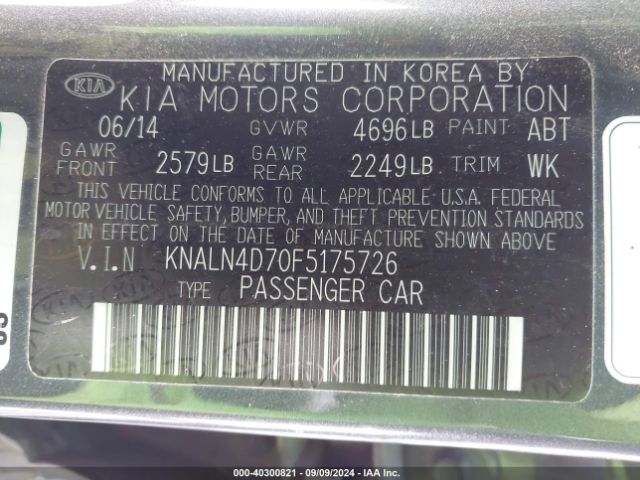 MANUFACTURED IN KOREA BY
KIA KIA MOTORS CORPORATION
06/14 GVWR 4696LB PAINT ABT
GAWR FRONT 2579LB GAWR REAR 2249LB TRIM WK
THIS VEHICLE CONFORMS TO ALL APPLICABLE U.S.A. FEDERAL
MOTOR VEHICLE SAFETY, BUMPER, AND THEFT PREVENTION STANDARDS
IN EFFECT ON THE DATE OF MANUFACTURE SHOWN ABOVE
V.I.N KNALN4D70F5175726
TYPE PASSENGER CAR
000-40300821 - 09/09/2024 - IAA Inc.